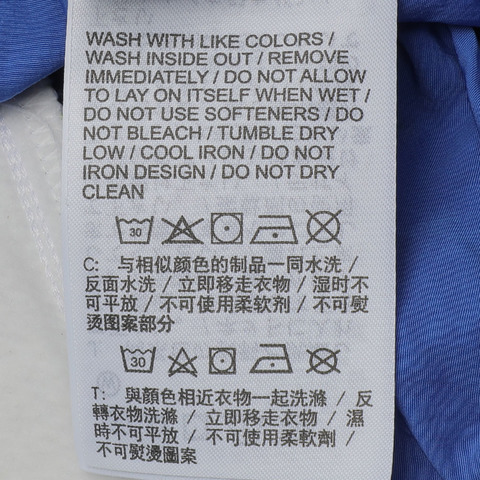 WASH WITH LIKE COLORS /
WASH INSIDE OUT / REMOVE
IMMEDIATELY / DO NOT ALLOW
TO LAY ON ITSELF WHEN WET /
DO NOT USE SOFTENERS / DO
NOT BLEACH / TUMBLE DRY
LOW / COOL IRON / DO NOT
IRON DESIGN / DO NOT DRY
CLEAN
30
C: 与相似颜色的制品一同水洗 /
反面水洗 / 立即移走衣物 / 湿时不
可平放 / 不可使用柔软剂 / 不可熨
烫图案部分
30
T: 與顏色相近衣物一起洗滌 / 反
轉衣物洗滌 / 立即移走衣物 / 濕
時不可平放 / 不可使用柔軟劑 /
不可熨燙圖案